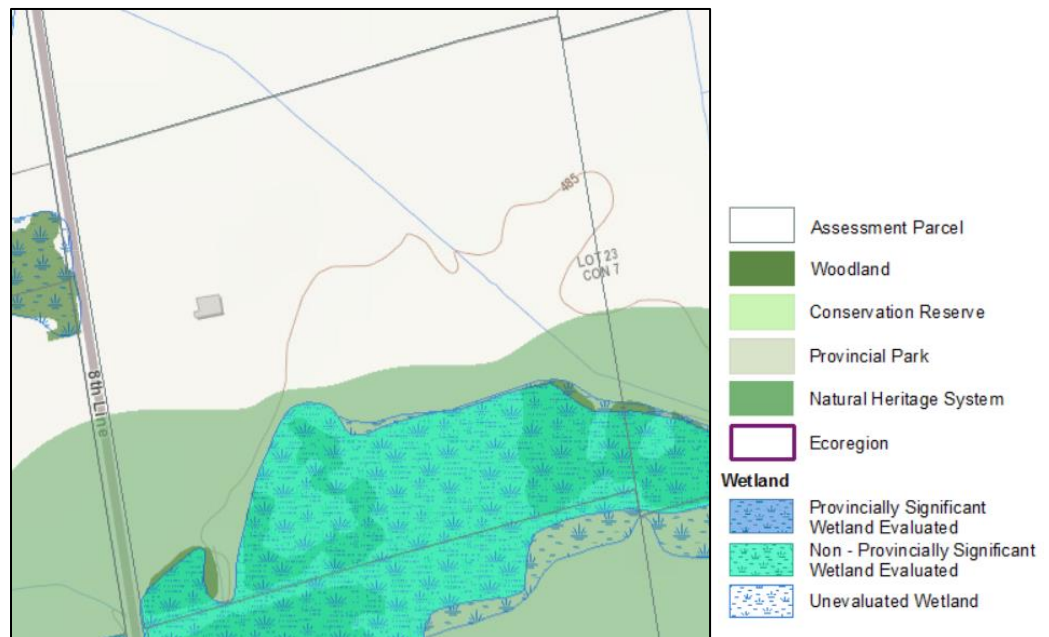 485
LOT 23
CON 7
8th Line
Assessment Parcel
Woodland
Conservation Reserve
Provincial Park
Natural Heritage System
Ecoregion
Wetland
Provincially Significant
Wetland Evaluated
Non - Provincially Significant
Wetland Evaluated
Unevaluated Wetland